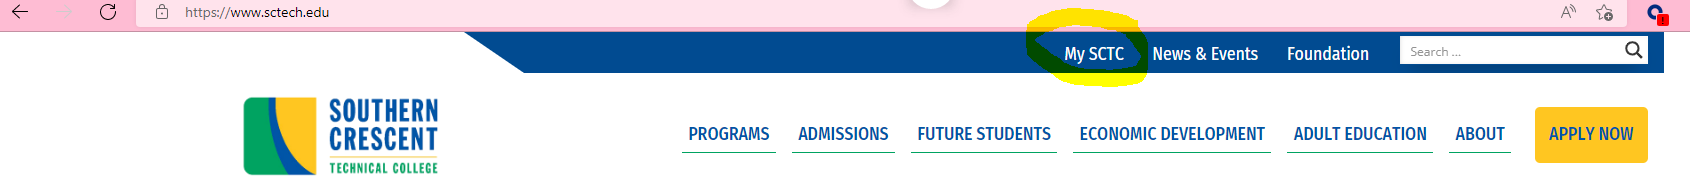 https://www.sctech.edu
My SCTC News & Events Foundation Search ...
SOUTHERN
CRESCENT
TECHNICAL COLLEGE
PROGRAMS ADMISSIONS FUTURE STUDENTS ECONOMIC DEVELOPMENT ADULT EDUCATION ABOUT APPLY NOW